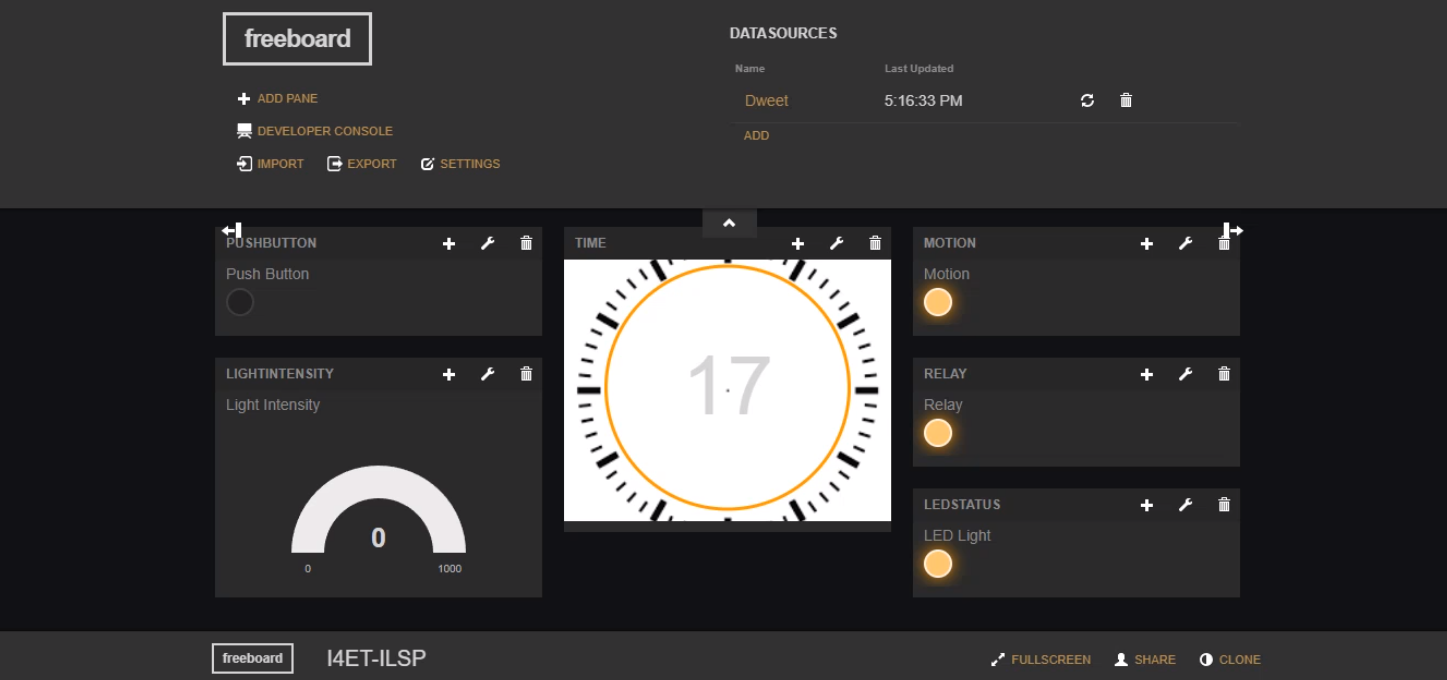 freeboard
ADD PANE
DEVELOPER CONSOLE
IMPORT EXPORT SETTINGS
DATASOURCES
Name Last Updated
Dweet 5:16:33 PM
ADD
PUSHBUTTON
Push Button
LIGHTINTENSITY
Light Intensity
0
0 1000
TIME
17
MOTION
Motion
RELAY
Relay
LEDSTATUS
LED Light
freeboard I4ET-ILSP FULLSCREEN SHARE CLONE